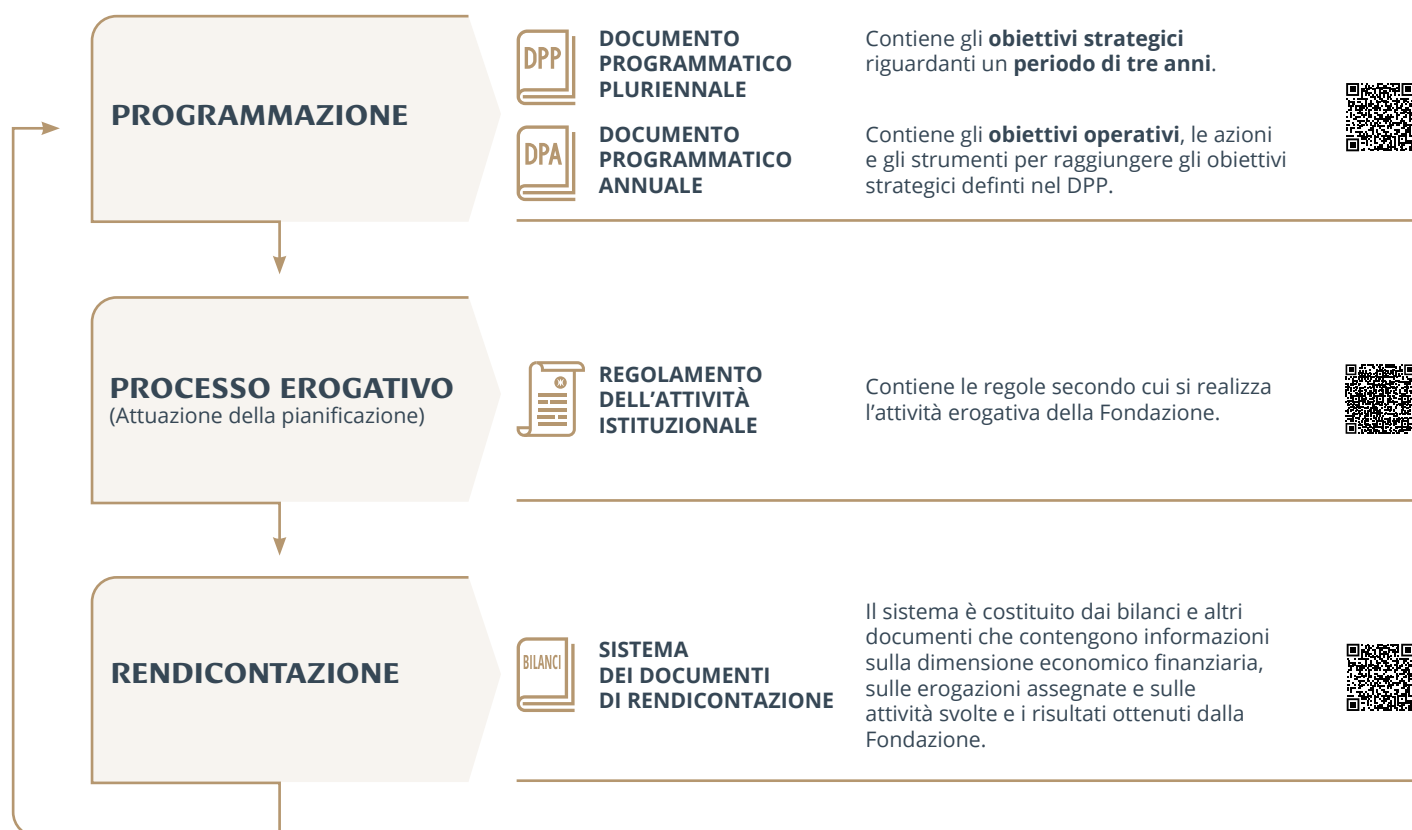 PROGRAMMAZIONE
DPP
DOCUMENTO
PROGRAMMATICO
PLURIENNALE
Contiene gli obiettivi strategici
riguardanti un periodo di tre anni.
DPA
DOCUMENTO
PROGRAMMATICO
ANNUALE
Contiene gli obiettivi operativi, le azioni
e gli strumenti per raggiungere gli obiettivi
strategici definti nel DPP.
PROCESSO EROGATIVO
(Attuazione della pianificazione)
REGOLAMENTO
DELL’ATTIVITÀ
ISTITUZIONALE
Contiene le regole secondo cui si realizza
l’attività erogativa della Fondazione.
RENDICONTAZIONE
BILANCI
SISTEMA
DEI DOCUMENTI
DI RENDICONTAZIONE
Il sistema è costituito dai bilanci e altri
documenti che contengono informazioni
sulla dimensione economico finanziaria,
sulle erogazioni assegnate e sulle
attività svolte e i risultati ottenuti dalla
Fondazione.